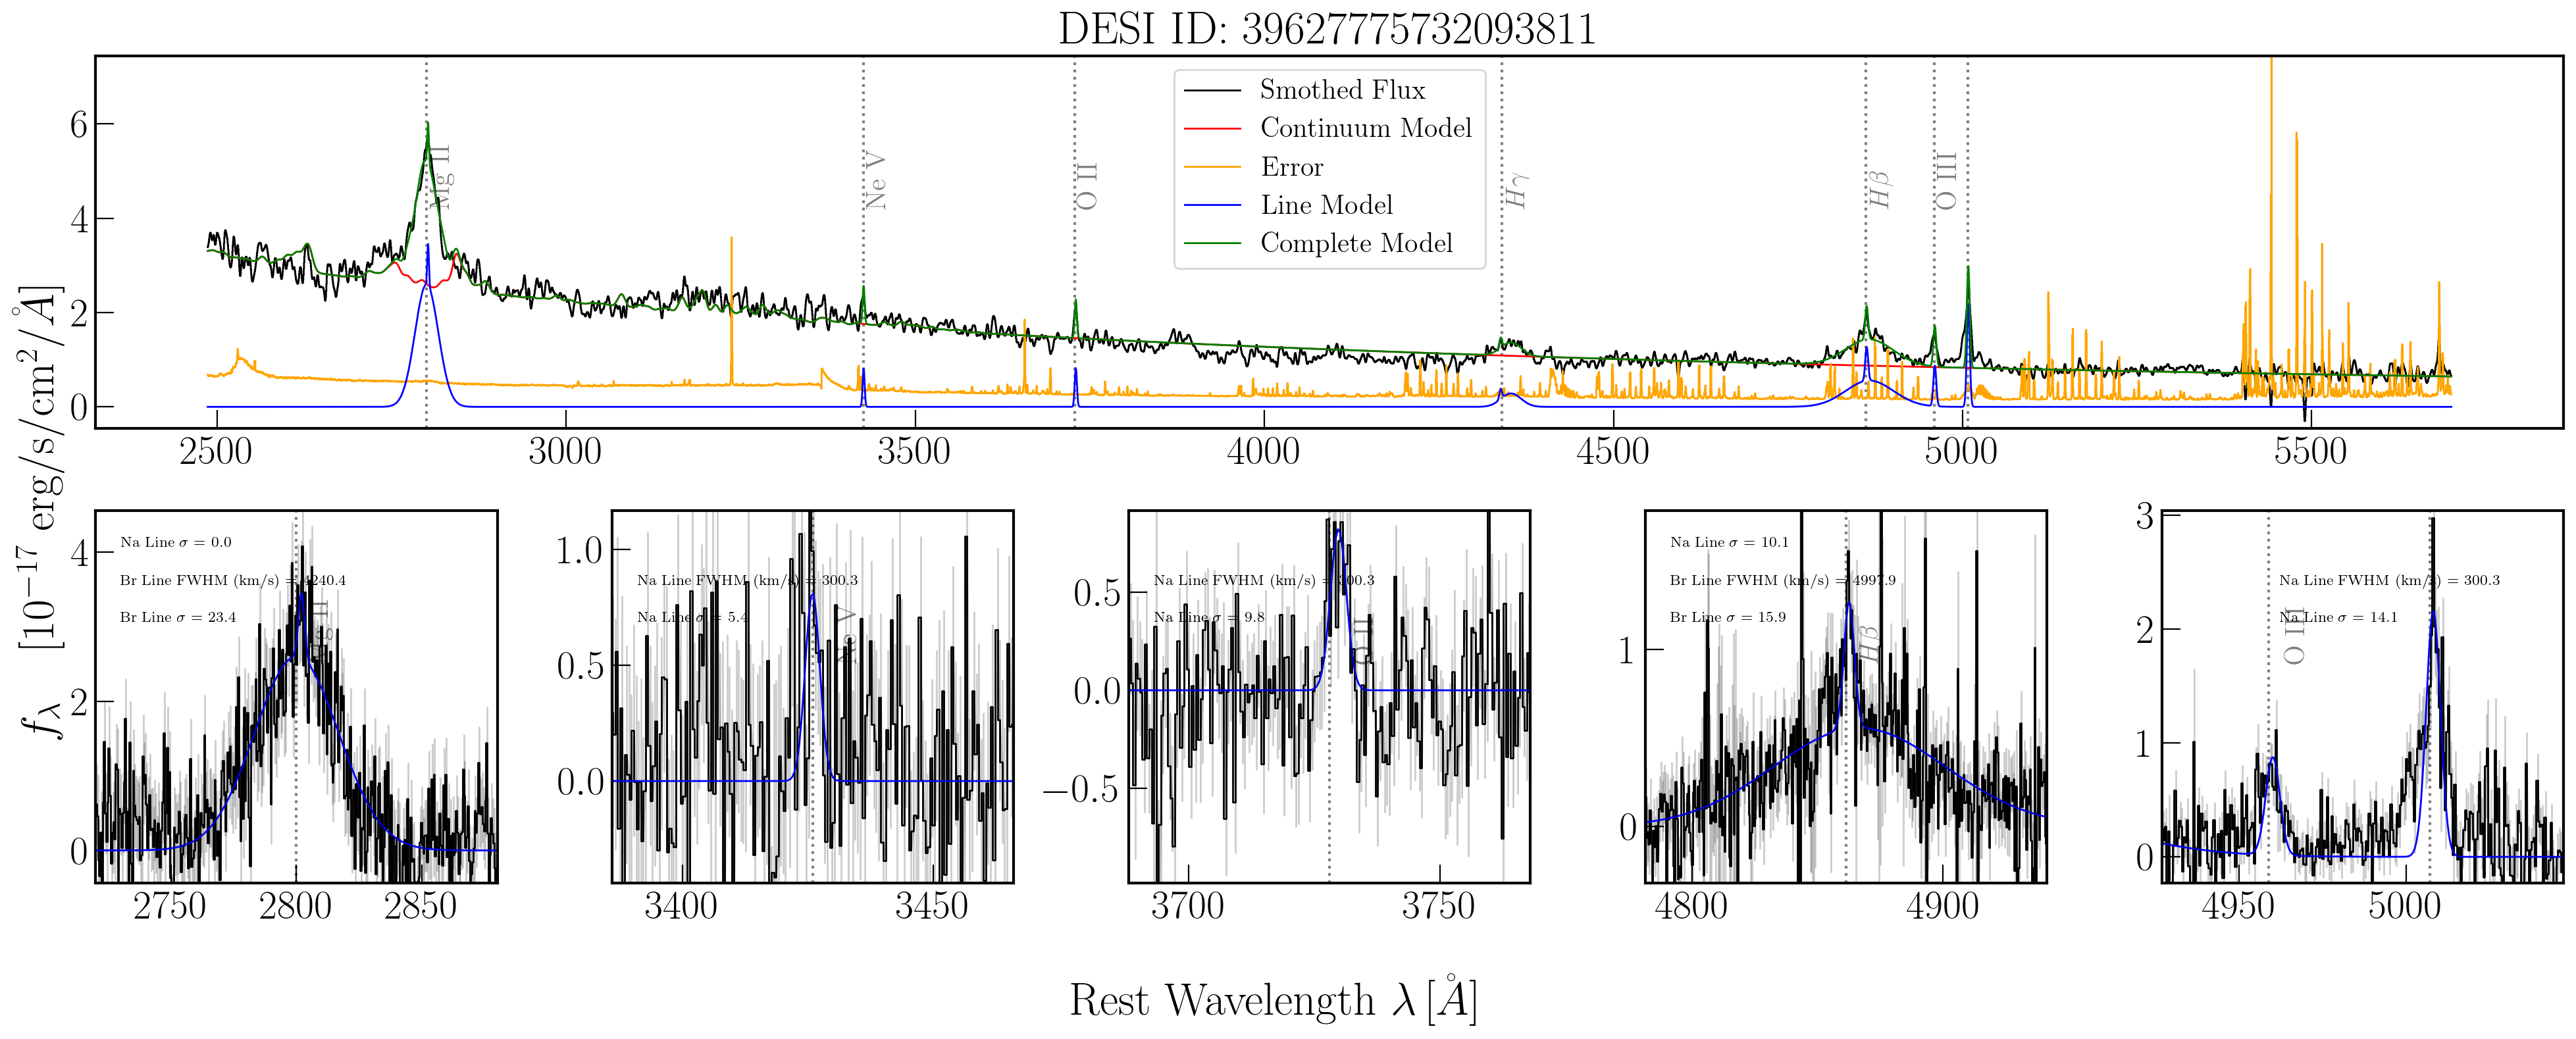 DESI ID: 39627775732093811
Smothed Flux
Continuum Model
Error
Line Model
Complete Model
Mg II
Ne V
O II
Hγ
Hβ
O III
6
4
2
0
2500 3000 3500 4000 4500 5000 5500
f_λ [10^{-17} erg/s/cm^2/Å]
Na Line σ = 0.0
Br Line FWHM (km/s) = 4240.4
Br Line σ = 23.4
4
2
0
2750 2800 2850
Na Line FWHM (km/s) = 300.3
Na Line σ = 5.4
Ne V
1.0
0.5
0.0
3400 3450
Na Line FWHM (km/s) = 300.3
Na Line σ = 9.8
O II
0.5
0.0
−0.5
3700 3750
Na Line σ = 10.1
Br Line FWHM (km/s) = 4997.9
Br Line σ = 15.9
Hβ
1
0
4800 4900
Na Line FWHM (km/s) = 300.3
Na Line σ = 14.1
O III
3
2
1
0
4950 5000
Rest Wavelength λ [Å]